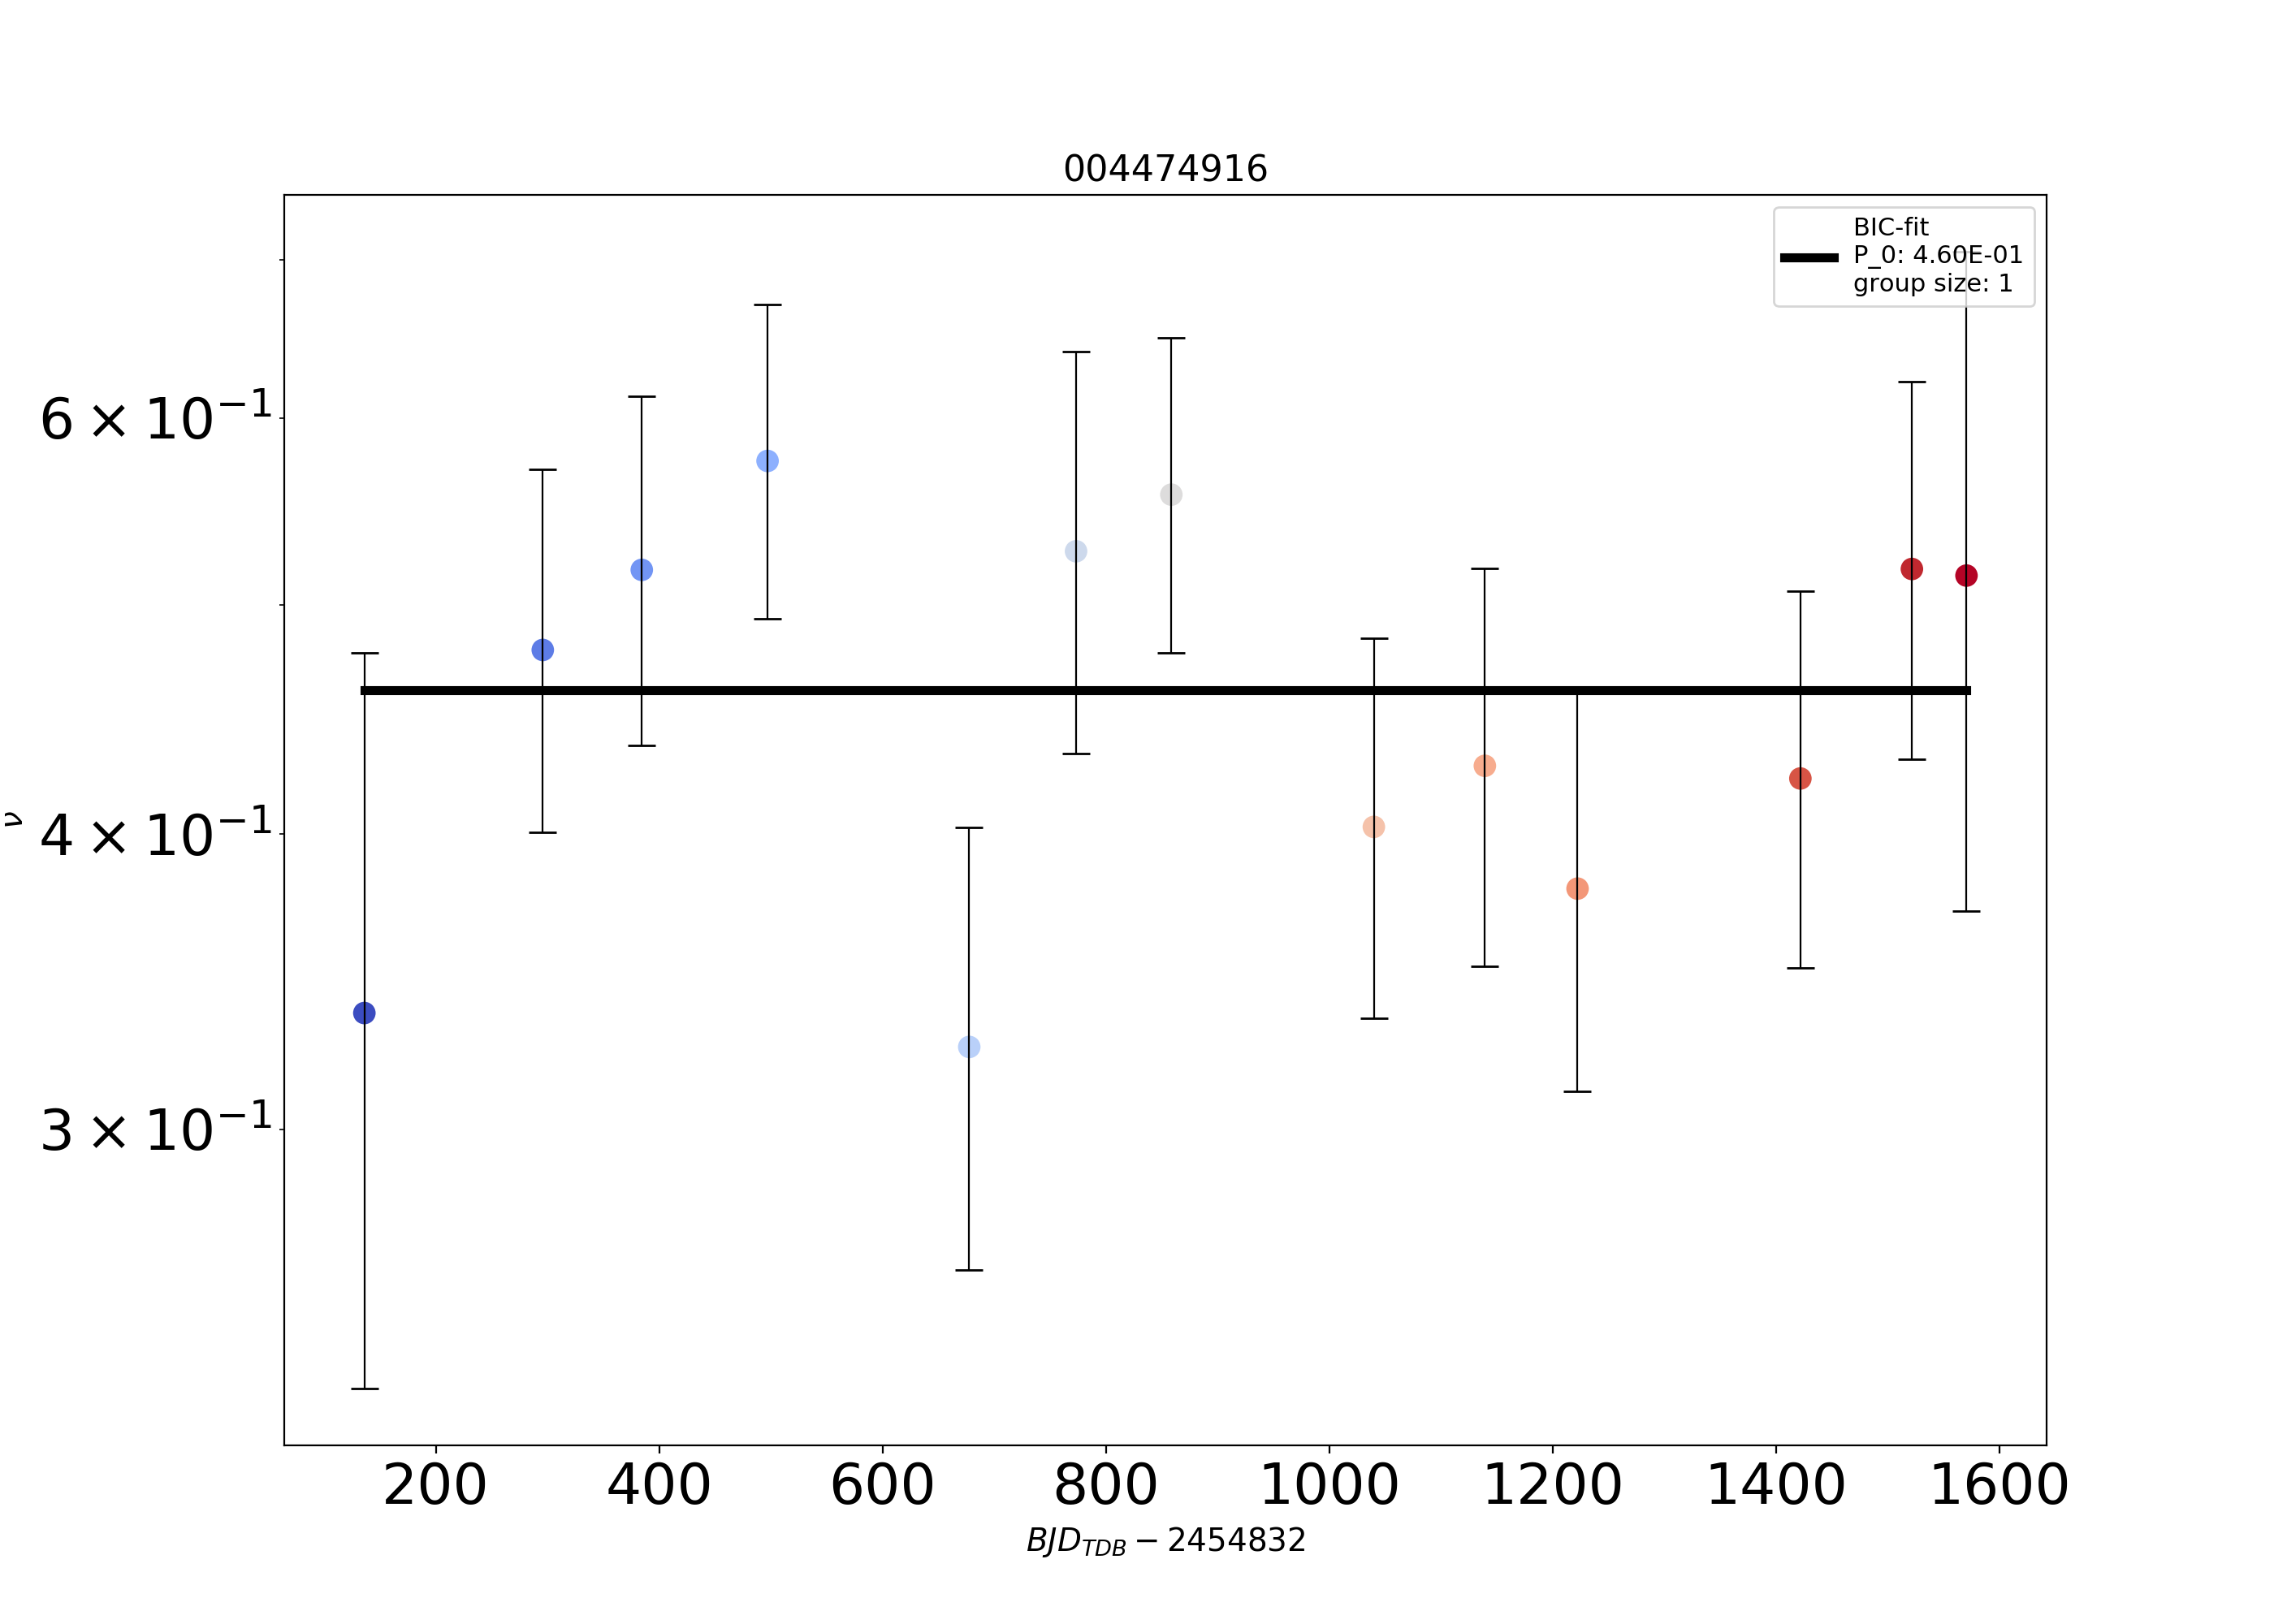 004474916
BIC-fit
P_0: 4.60E-01
group size: 1
6 × 10⁻¹
4 × 10⁻¹
3 × 10⁻¹
ν
200 400 600 800 1000 1200 1400 1600
BJD_TDB − 2454832